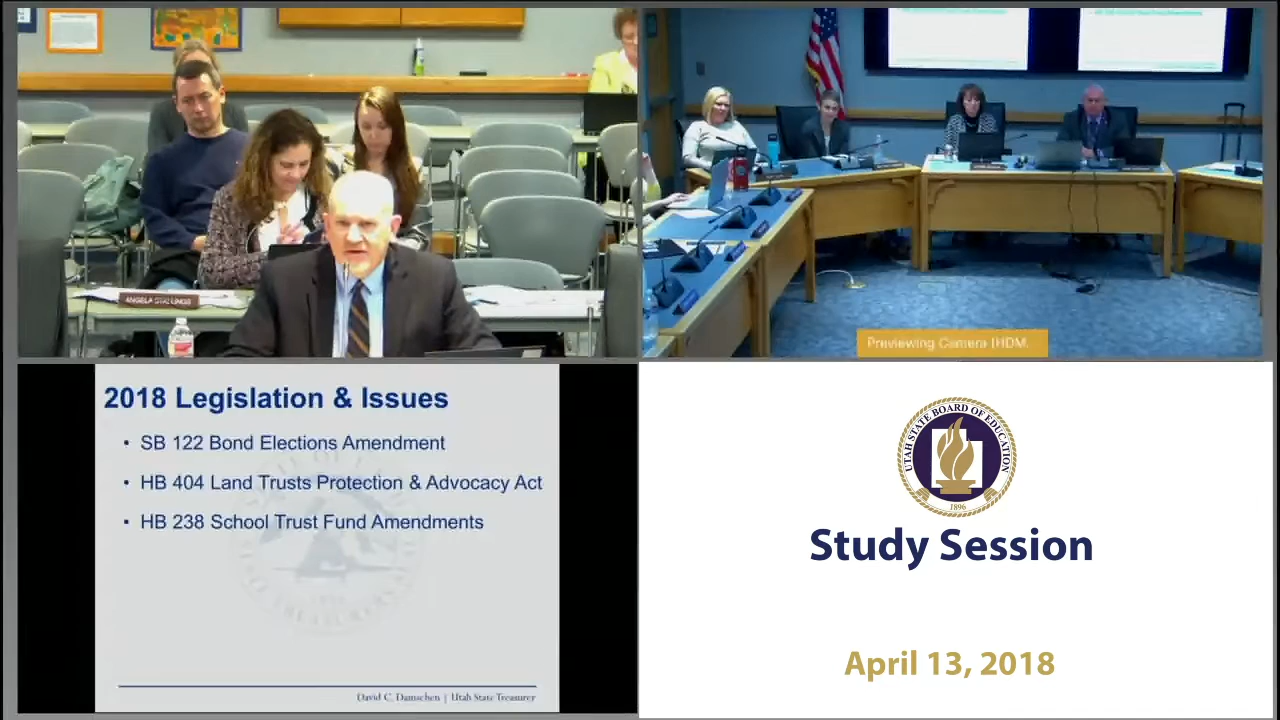 ANGELA STALLINGS
Previewing Camera 1HDM.
2018 Legislation & Issues
• SB 122 Bond Elections Amendment
• HB 404 Land Trusts Protection & Advocacy Act
• HB 238 School Trust Fund Amendments
David C. Damschen | Utah State Treasurer
UTAH STATE BOARD OF EDUCATION
1896
Study Session
April 13, 2018